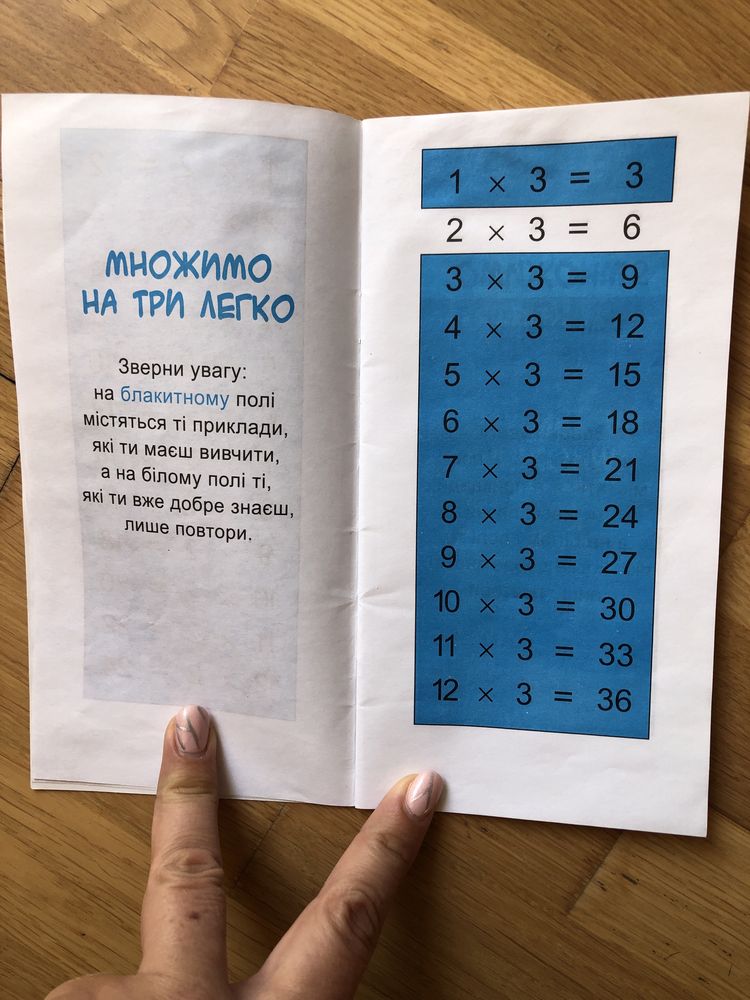 МНОЖИМО
НА ТРИ ЛЕГКО
Зверни увагу:
на блакитному полі
містяться ті приклади,
які ти маєш вивчити,
а на білому полі ті,
які ти вже добре знаєш,
лише повтори.
1 × 3 = 3
2 × 3 = 6
3 × 3 = 9
4 × 3 = 12
5 × 3 = 15
6 × 3 = 18
7 × 3 = 21
8 × 3 = 24
9 × 3 = 27
10 × 3 = 30
11 × 3 = 33
12 × 3 = 36